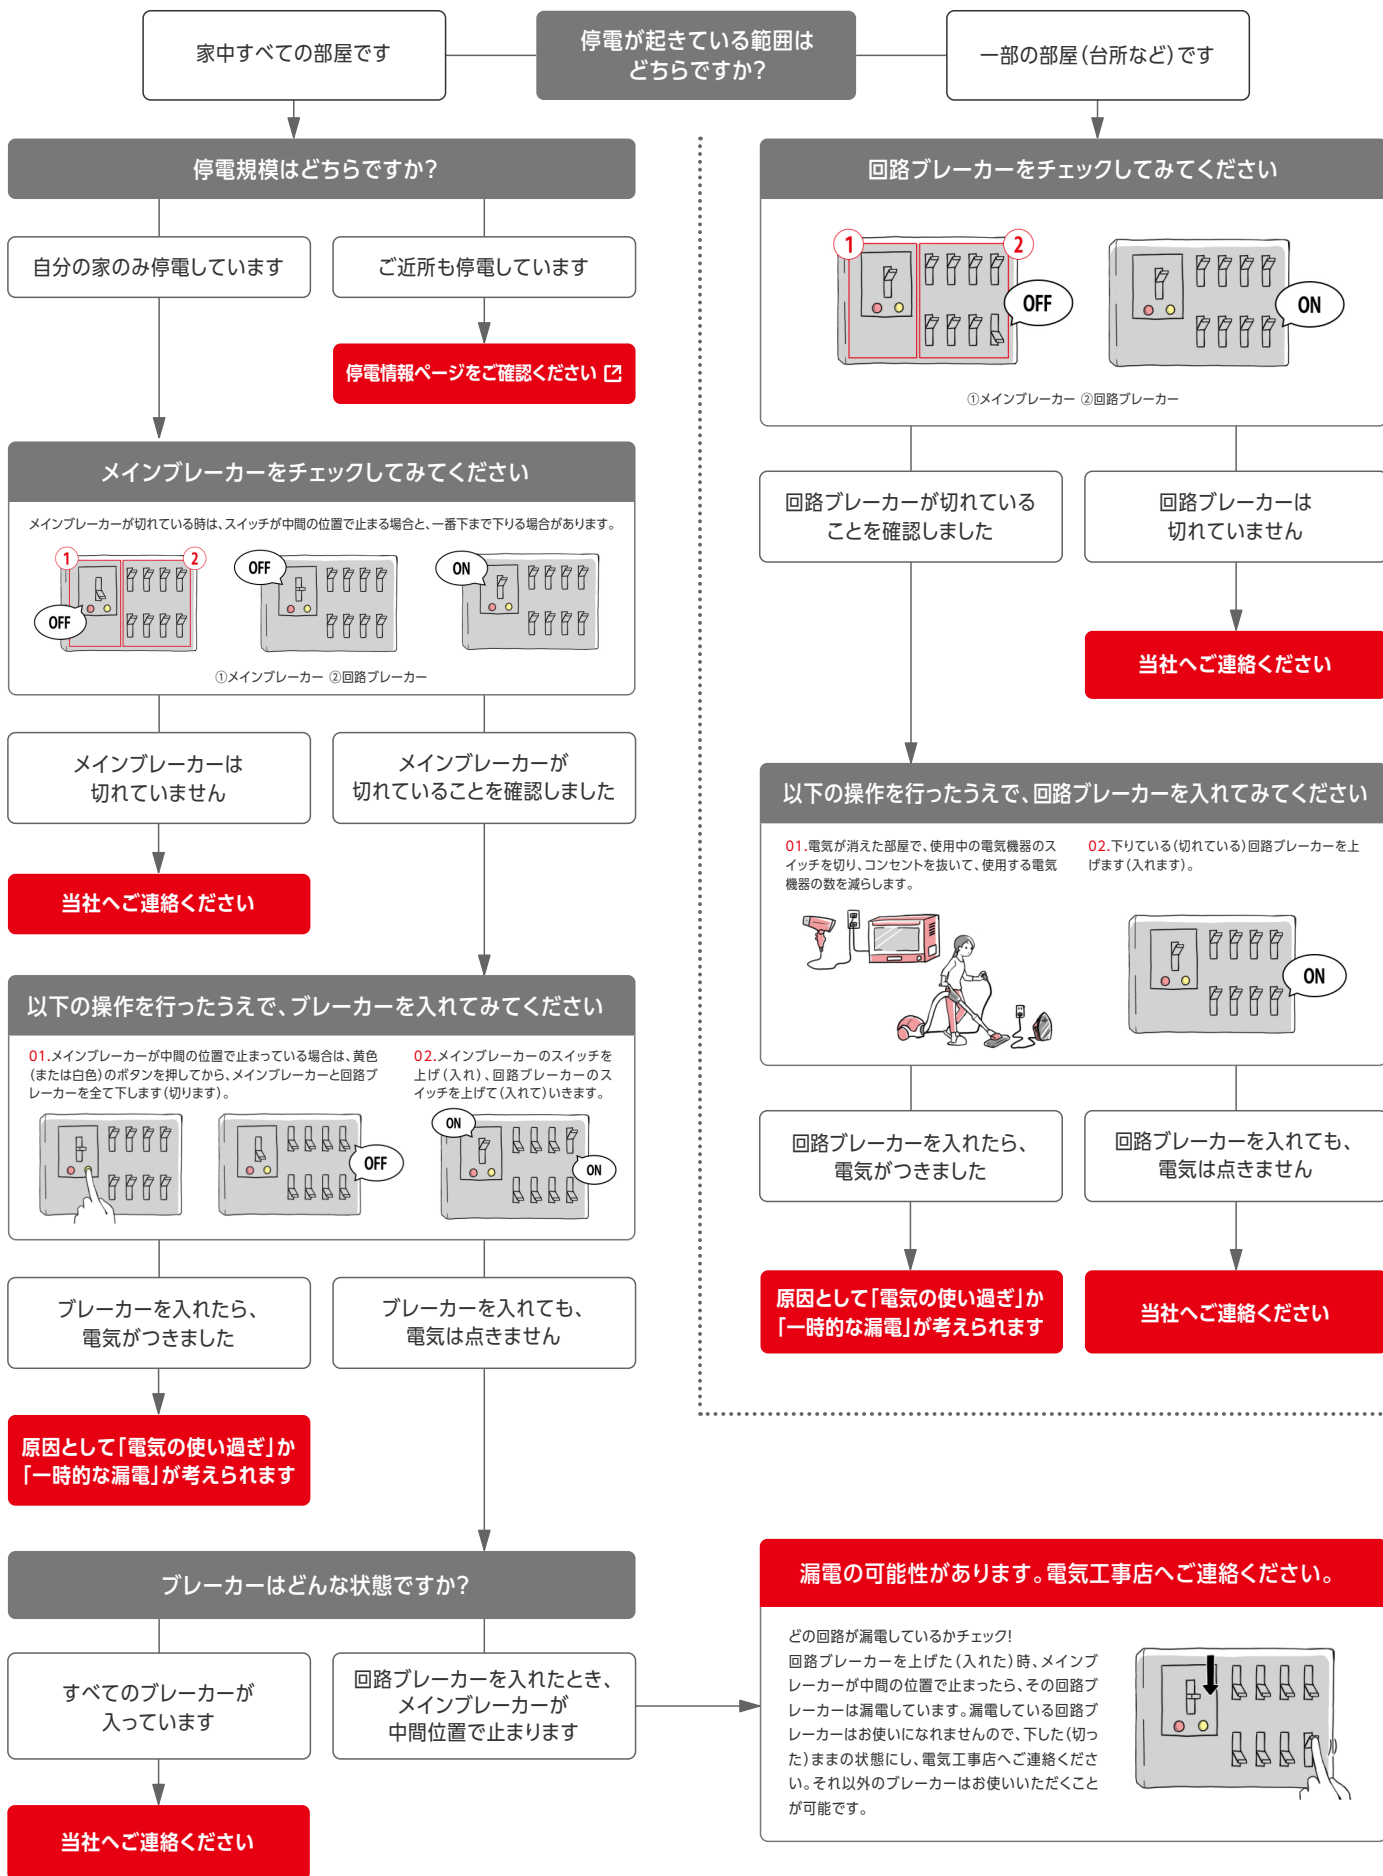 停電が起きている範囲は
どちらですか?
家中すべての部屋です
一部の部屋(台所など)です
停電規模はどちらですか?
自分の家のみ停電しています
ご近所も停電しています
停電情報ページをご確認ください
メインブレーカーをチェックしてみてください
メインブレーカーが切れている時は、スイッチが中間の位置で止まる場合と、一番下まで下りる場合があります。
1
2
OFF
OFF
ON
①メインブレーカー ②回路ブレーカー
メインブレーカーは
切れていません
メインブレーカーが
切れていることを確認しました
当社へご連絡ください
以下の操作を行ったうえで、ブレーカーを入れてみてください
01.メインブレーカーが中間の位置で止まっている場合は、黄色
(または白色)のボタンを押してから、メインブレーカーと回路ブ
レーカーを全て下します(切ります)。
OFF
02.メインブレーカーのスイッチを
上げ(入れ)、回路ブレーカーのス
イッチを上げて(入れて)いきます。
ON
ON
ブレーカーを入れたら、
電気がつきました
ブレーカーを入れても、
電気は点きません
原因として「電気の使い過ぎ」か
「一時的な漏電」が考えられます
ブレーカーはどんな状態ですか?
すべてのブレーカーが
入っています
回路ブレーカーを入れたとき、
メインブレーカーが
中間位置で止まります
当社へご連絡ください
回路ブレーカーをチェックしてみてください
1
2
OFF
ON
①メインブレーカー ②回路ブレーカー
回路ブレーカーが切れている
ことを確認しました
回路ブレーカーは
切れていません
当社へご連絡ください
以下の操作を行ったうえで、回路ブレーカーを入れてみてください
01.電気が消えた部屋で、使用中の電気機器のス
イッチを切り、コンセントを抜いて、使用する電気
機器の数を減らします。
02.下りている(切れている)回路ブレーカーを上
げます(入れます)。
ON
回路ブレーカーを入れたら、
電気がつきました
回路ブレーカーを入れても、
電気は点きません
原因として「電気の使い過ぎ」か
「一時的な漏電」が考えられます
当社へご連絡ください
漏電の可能性があります。電気工事店へご連絡ください。
どの回路が漏電しているかチェック!
回路ブレーカーを上げた(入れた)時、メインブ
レーカーが中間の位置で止まったら、その回路ブ
レーカーは漏電しています。漏電している回路ブ
レーカーはお使いになれませんので、下した(切っ
た)ままの状態にし、電気工事店へご連絡くださ
い。それ以外のブレーカーはお使いいただくこと
が可能です。